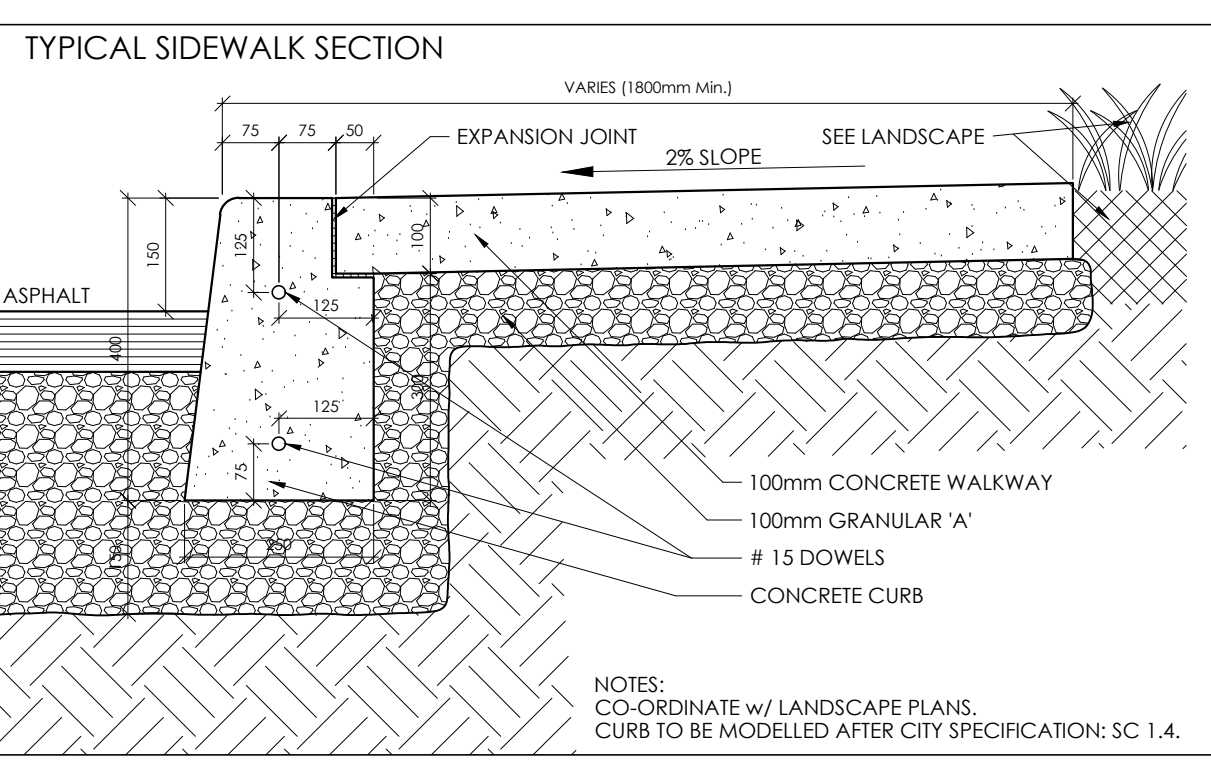 TYPICAL SIDEWALK SECTION
VARIES (1800mm Min.)
75 75 50
EXPANSION JOINT
SEE LANDSCAPE
2% SLOPE
125
100
150
ASPHALT
125
400
300
125
75
100mm CONCRETE WALKWAY
100mm GRANULAR 'A'
# 15 DOWELS
250
150
CONCRETE CURB
NOTES:
CO-ORDINATE w/ LANDSCAPE PLANS.
CURB TO BE MODELLED AFTER CITY SPECIFICATION: SC 1.4.